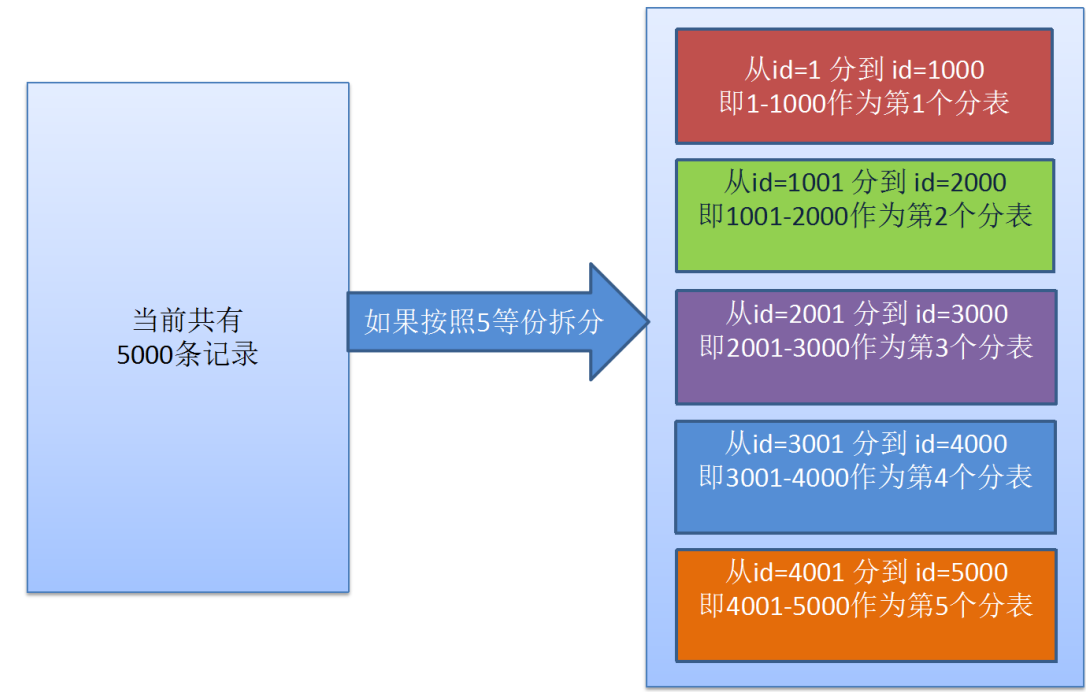 当前共有
5000条记录
如果按照5等份拆分
从id=1 分到 id=1000
即1-1000作为第1个分表
从id=1001 分到 id=2000
即1001-2000作为第2个分表
从id=2001 分到 id=3000
即2001-3000作为第3个分表
从id=3001 分到 id=4000
即3001-4000作为第4个分表
从id=4001 分到 id=5000
即4001-5000作为第5个分表